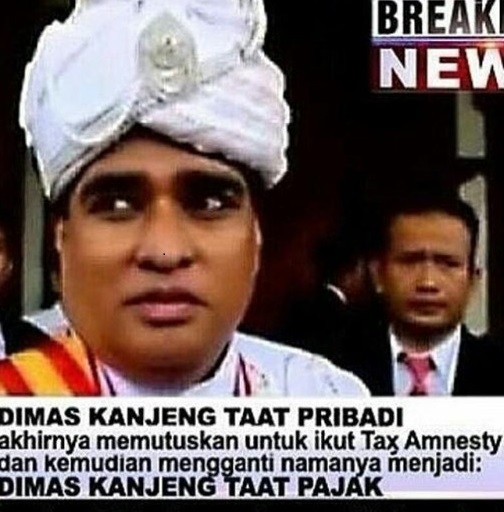 BREAKI
NEW
DIMAS KANJENG TAAT PRIBADI
akhirnya memutuskan untuk ikut Tax Amnesty
dan kemudian mengganti namanya menjadi:
DIMAS KANJENG TAAT PAJAK